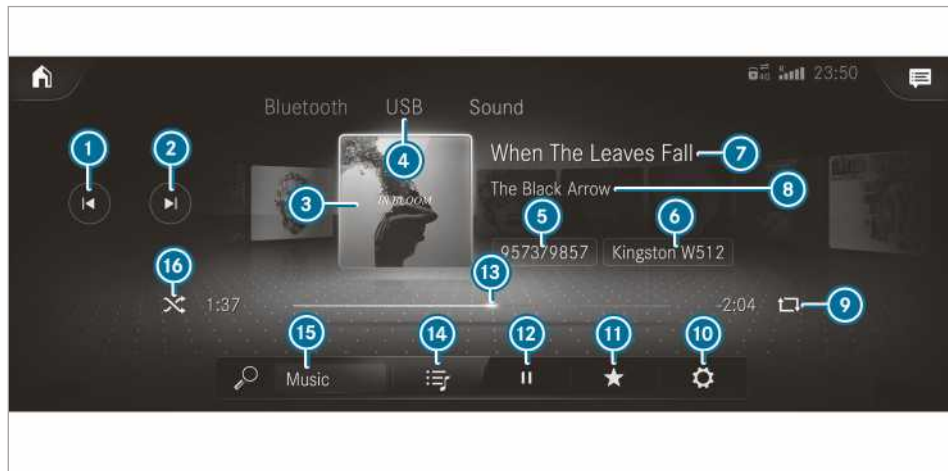 4G 23:50
Bluetooth USB Sound
1 2 4
When The Leaves Fall 7
3 IN BLOOM
The Black Arrow 8
5 6
957379857 Kingston W512
16 13
1:37 -2:04 9
15 14 12 11 10
Music